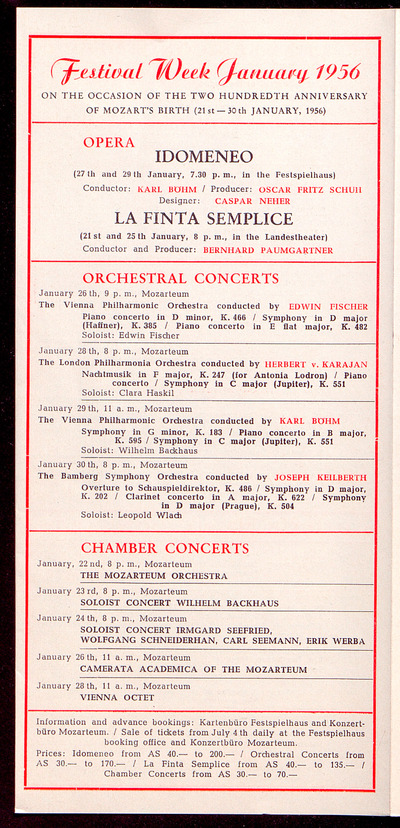 Festival Week January 1956
ON THE OCCASION OF THE TWO HUNDREDTH ANNIVERSARY
OF MOZART'S BIRTH (21 st — 30 th JANUARY, 1956)
OPERA
IDOMENEO
(27 th and 29 th January, 7.30 p. m., in the Festspielhaus)
Conductor: KARL BÖHM / Producer: OSCAR FRITZ SCHUH
Designer: CASPAR NEHER
LA FINTA SEMPLICE
(21 st and 25 th January, 8 p. m., in the Landestheater)
Conductor and Producer: BERNHARD PAUMGARTNER
ORCHESTRAL CONCERTS
January 26 th, 9 p. m., Mozarteum
The Vienna Philharmonic Orchestra conducted by EDWIN FISCHER
Piano concerto in D minor, K. 466 / Symphony in D major
(Haffner), K. 385 / Piano concerto in E flat major, K. 482
Soloist: Edwin Fischer
January 28 th, 8 p. m., Mozarteum
The London Philharmonia Orchestra conducted by HERBERT v. KARAJAN
Nachtmusik in F major, K. 247 (for Antonia Lodron) / Piano
concerto / Symphony in C major (Jupiter), K. 551
Soloist: Clara Haskil
January 29 th, 11 a. m., Mozarteum
The Vienna Philharmonic Orchestra conducted by KARL BÖHM
Symphony in G minor, K. 183 / Piano concerto in B major,
K. 595 / Symphony in C major (Jupiter), K. 551
Soloist: Wilhelm Backhaus
January 30 th, 8 p. m., Mozarteum
The Bamberg Symphony Orchestra conducted by JOSEPH KEILBERTH
Overture to Schauspieldirektor, K. 486 / Symphony in D major,
K. 202 / Clarinet concerto in A major, K. 622 / Symphony
in D major (Prague), K. 504
Soloist: Leopold Wlach
CHAMBER CONCERTS
January, 22 nd, 8 p. m., Mozarteum
THE MOZARTEUM ORCHESTRA
January 23 rd, 8 p. m., Mozarteum
SOLOIST CONCERT WILHELM BACKHAUS
January 24 th, 8 p. m., Mozarteum
SOLOIST CONCERT IRMGARD SEEFRIED,
WOLFGANG SCHNEIDERHAN, CARL SEEMANN, ERIK WERBA
January 26 th, 11 a. m., Mozarteum
CAMERATA ACADEMICA OF THE MOZARTEUM
January 28 th, 11 a. m., Mozarteum
VIENNA OCTET
Information and advance bookings: Kartenbüro Festspielhaus and Konzert-
büro Mozarteum. / Sale of tickets from July 4 th daily at the Festspielhaus
booking office and Konzertbüro Mozarteum.
Prices: Idomeneo from AS 40.— to 200.— / Orchestral Concerts from
AS 30.— to 170.— / La Finta Semplice from AS 40.— to 135.— /
Chamber Concerts from AS 30.— to 70.—